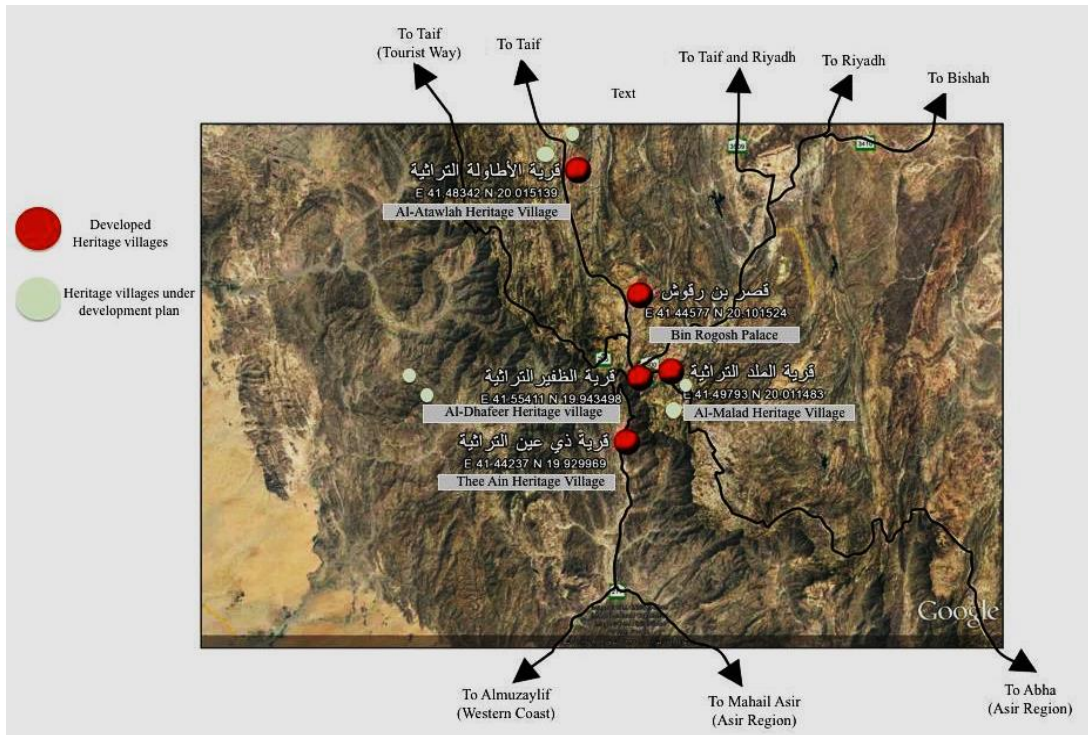 To Taif
(Tourist Way)
To Taif
To Taif and Riyadh
To Riyadh
To Bishah
Text
3470
قرية الأطاولة التراثية
E 41.48342 N 20.015139
Al-Atawlah Heritage Village
Developed
Heritage villages
Heritage villages under
development plan
قصر بن رقوش
E 41.44577 N 20.101524
Bin Rogosh Palace
قرية الملد التراثية
E 41.49793 N 20.011483
Al-Malad Heritage Village
قرية الظفيرالتراثية
E 41.55411 N 19.943498
Al-Dhafeer Heritage village
قرية ذي عين التراثية
E 41.44237 N 19.929969
Thee Ain Heritage Village
Google
To Almuzaylif
(Western Coast)
To Mahail Asir
(Asir Region)
To Abha
(Asir Region)